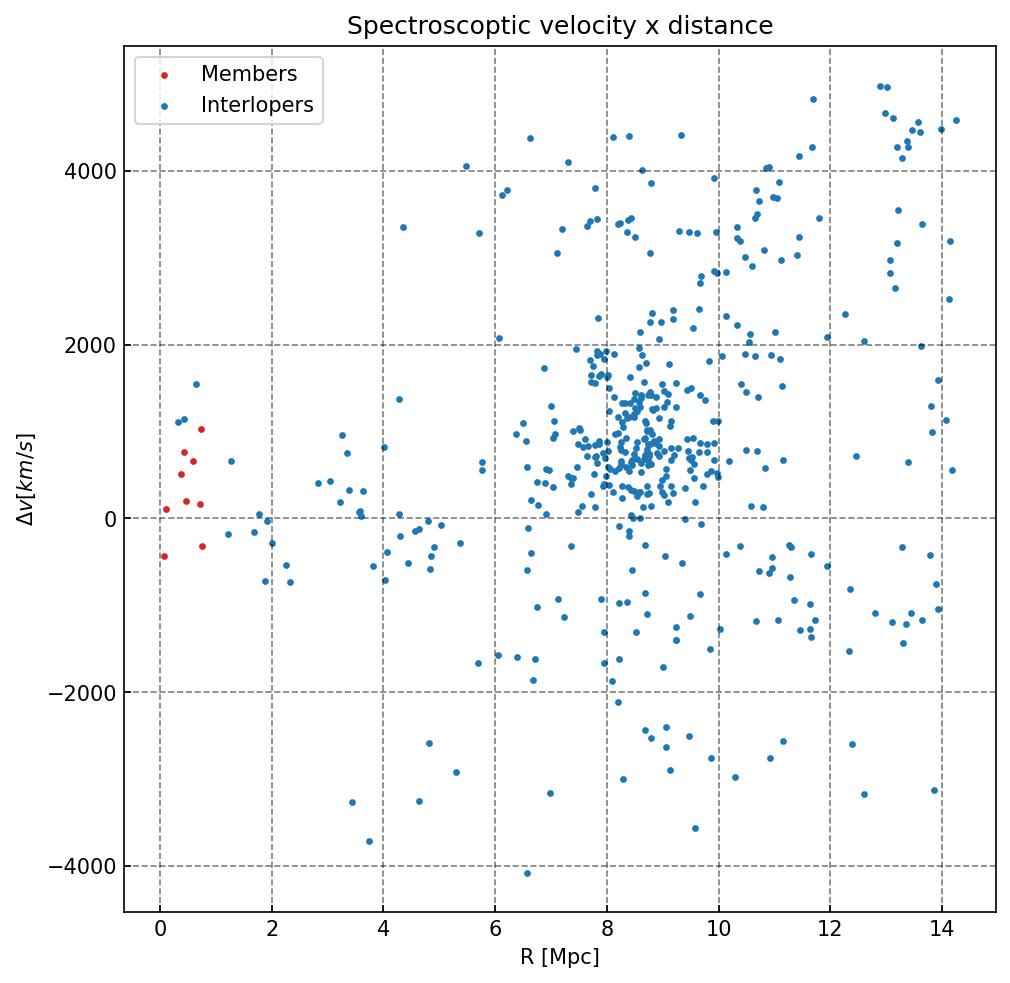 Spectroscoptic velocity x distance
Members
Interlopers
Δv[km/s]
4000
2000
0
−2000
−4000
0 2 4 6 8 10 12 14
R [Mpc]